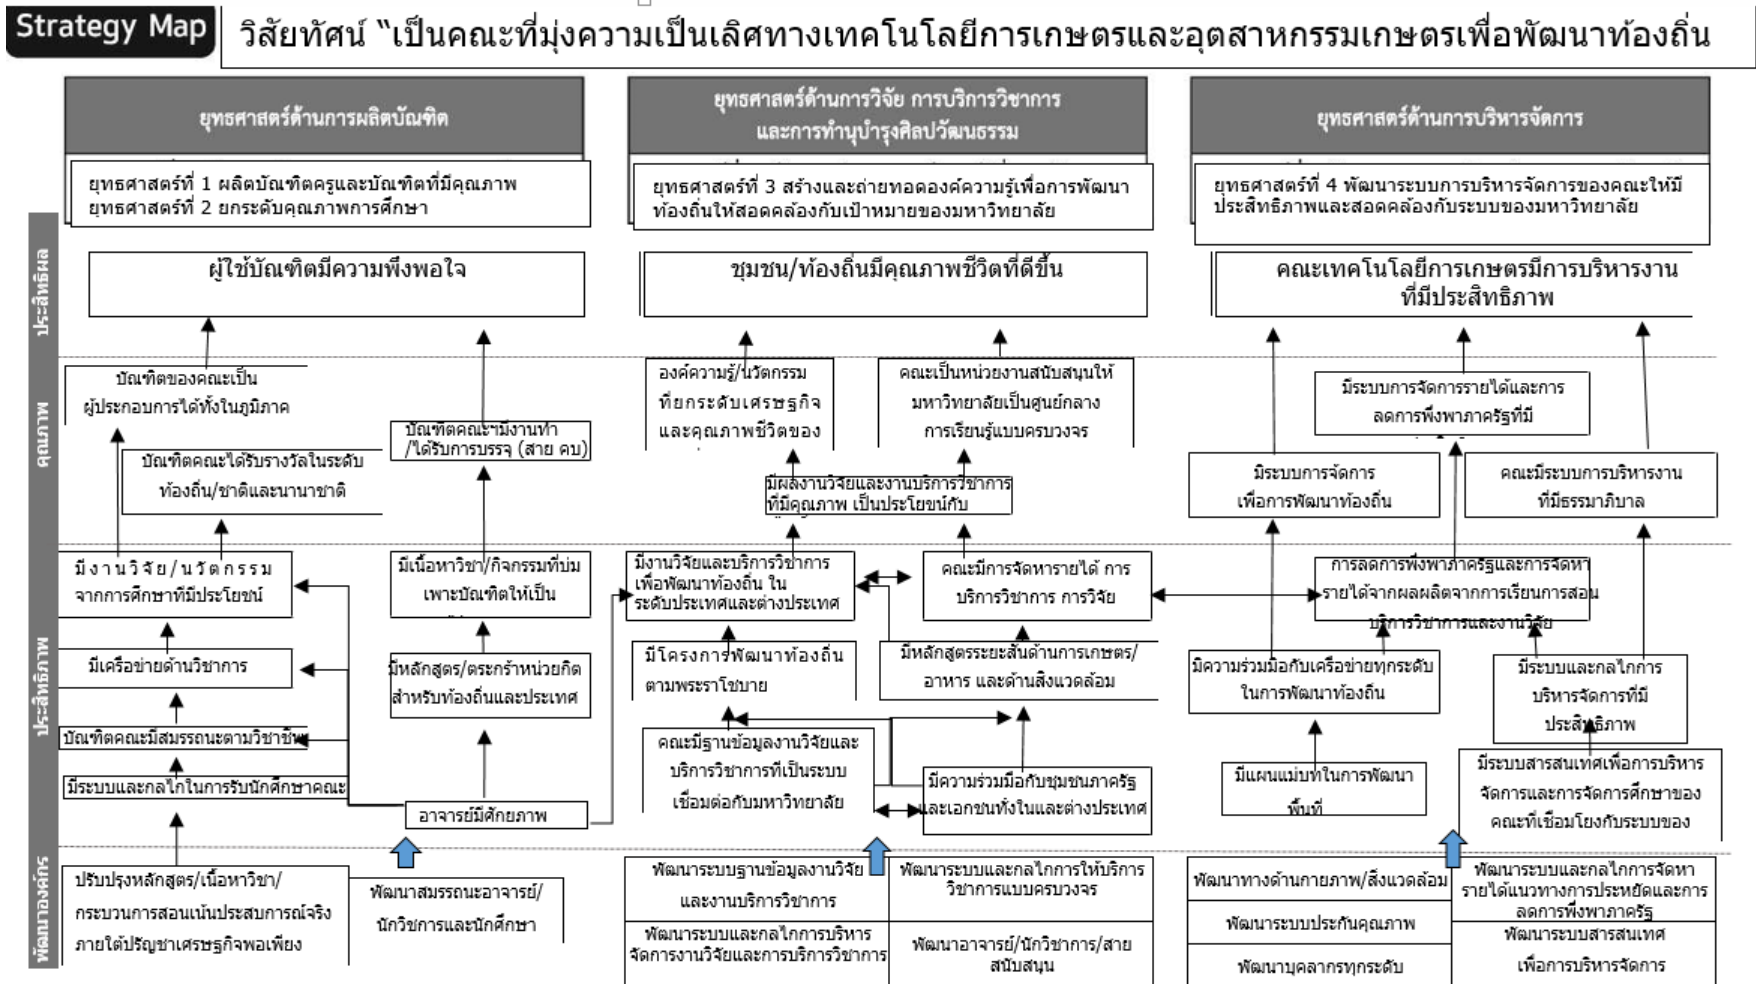 Strategy Map
วิสัยทัศน์ “เป็นคณะที่มุ่งความเป็นเลิศทางเทคโนโลยีการเกษตรและอุตสาหกรรมเกษตรเพื่อพัฒนาท้องถิ่น
ยุทธศาสตร์ด้านการผลิตบัณฑิต
ยุทธศาสตร์ด้านการวิจัย การบริการวิชาการ
และการทำนุบำรุงศิลปวัฒนธรรม
ยุทธศาสตร์ด้านการบริหารจัดการ
ยุทธศาสตร์ที่ 1 ผลิตบัณฑิตครูและบัณฑิตที่มีคุณภาพ
ยุทธศาสตร์ที่ 2 ยกระดับคุณภาพการศึกษา
ยุทธศาสตร์ที่ 3 สร้างและถ่ายทอดองค์ความรู้เพื่อการพัฒนา
ท้องถิ่นให้สอดคล้องกับเป้าหมายของมหาวิทยาลัย
ยุทธศาสตร์ที่ 4 พัฒนาระบบการบริหารจัดการของคณะให้มี
ประสิทธิภาพและสอดคล้องกับระบบของมหาวิทยาลัย
ประสิทธิผล
ผู้ใช้บัณฑิตมีความพึงพอใจ
ชุมชน/ท้องถิ่นมีคุณภาพชีวิตที่ดีขึ้น
คณะเทคโนโลยีการเกษตรมีการบริหารงาน
ที่มีประสิทธิภาพ
คุณภาพ
บัณฑิตของคณะเป็น
ผู้ประกอบการได้ทั้งในภูมิภาค
บัณฑิตคณะฯมีงานทำ
/ได้รับการบรรจุ (สาย คบ)
บัณฑิตคณะได้รับรางวัลในระดับ
ท้องถิ่น/ชาติและนานาชาติ
องค์ความรู้/นวัตกรรม
ที่ยกระดับเศรษฐกิจ
และคุณภาพชีวิตของ
คณะเป็นหน่วยงานสนับสนุนให้
มหาวิทยาลัยเป็นศูนย์กลาง
การเรียนรู้แบบครบวงจร
มีผลงานวิจัยและงานบริการวิชาการ
ที่มีคุณภาพ เป็นประโยชน์กับ
มีระบบการจัดการรายได้และการ
ลดการพึ่งพาภาครัฐที่มี
มีระบบการจัดการ
เพื่อการพัฒนาท้องถิ่น
คณะมีระบบการบริหารงาน
ที่มีธรรมาภิบาล
ประสิทธิภาพ
มีงานวิจัย/นวัตกรรม
จากการศึกษาที่มีประโยชน์
มีเนื้อหาวิชา/กิจกรรมที่บ่ม
เพาะบัณฑิตให้เป็น
มีเครือข่ายด้านวิชาการ
มีหลักสูตร/ตระกร้าหน่วยกิต
สำหรับท้องถิ่นและประเทศ
บัณฑิตคณะมีสมรรถนะตามวิชาชีพ
มีระบบและกลไกในการรับนักศึกษาคณะ
อาจารย์มีศักยภาพ
มีงานวิจัยและบริการวิชาการ
เพื่อพัฒนาท้องถิ่น ใน
ระดับประเทศและต่างประเทศ
คณะมีการจัดหารายได้ การ
บริการวิชาการ การวิจัย
มีโครงการพัฒนาท้องถิ่น
ตามพระราโชบาย
มีหลักสูตรระยะสั้นด้านการเกษตร/
อาหาร และด้านสิ่งแวดล้อม
คณะมีฐานข้อมูลงานวิจัยและ
บริการวิชาการที่เป็นระบบ
เชื่อมต่อกับมหาวิทยาลัย
มีความร่วมมือกับชุมชนภาครัฐ
และเอกชนทั้งในและต่างประเทศ
การลดการพึ่งพาภาครัฐและการจัดหา
รายได้จากผลผลิตจากการเรียนการสอน
บริการวิชาการและงานวิจัย
มีความร่วมมือกับเครือข่ายทุกระดับ
ในการพัฒนาท้องถิ่น
มีระบบและกลไกการ
บริหารจัดการที่มี
ประสิทธิภาพ
มีแผนแม่บทในการพัฒนา
พื้นที่
มีระบบสารสนเทศเพื่อการบริหาร
จัดการและการจัดการศึกษาของ
คณะที่เชื่อมโยงกับระบบของ
พัฒนาองค์กร
ปรับปรุงหลักสูตร/เนื้อหาวิชา/
กระบวนการสอนเน้นประสบการณ์จริง
ภายใต้ปรัญชาเศรษฐกิจพอเพียง
พัฒนาสมรรถนะอาจารย์/
นักวิชการและนักศึกษา
พัฒนาระบบฐานข้อมูลงานวิจัย
และงานบริการวิชาการ
พัฒนาระบบและกลไกการให้บริการ
วิชาการแบบครบวงจร
พัฒนาระบบและกลไกการบริหาร
จัดการงานวิจัยและการบริการวิชาการ
พัฒนาอาจารย์/นักวิชาการ/สาย
สนับสนุน
พัฒนาทางด้านกายภาพ/สิ่งแวดล้อม
พัฒนาระบบประกันคุณภาพ
พัฒนาบุคลากรทุกระดับ
พัฒนาระบบและกลไกการจัดหา
รายได้แนวทางการประหยัดและการ
ลดการพึ่งพาภาครัฐ
พัฒนาระบบสารสนเทศ
เพื่อการบริหารจัดการ